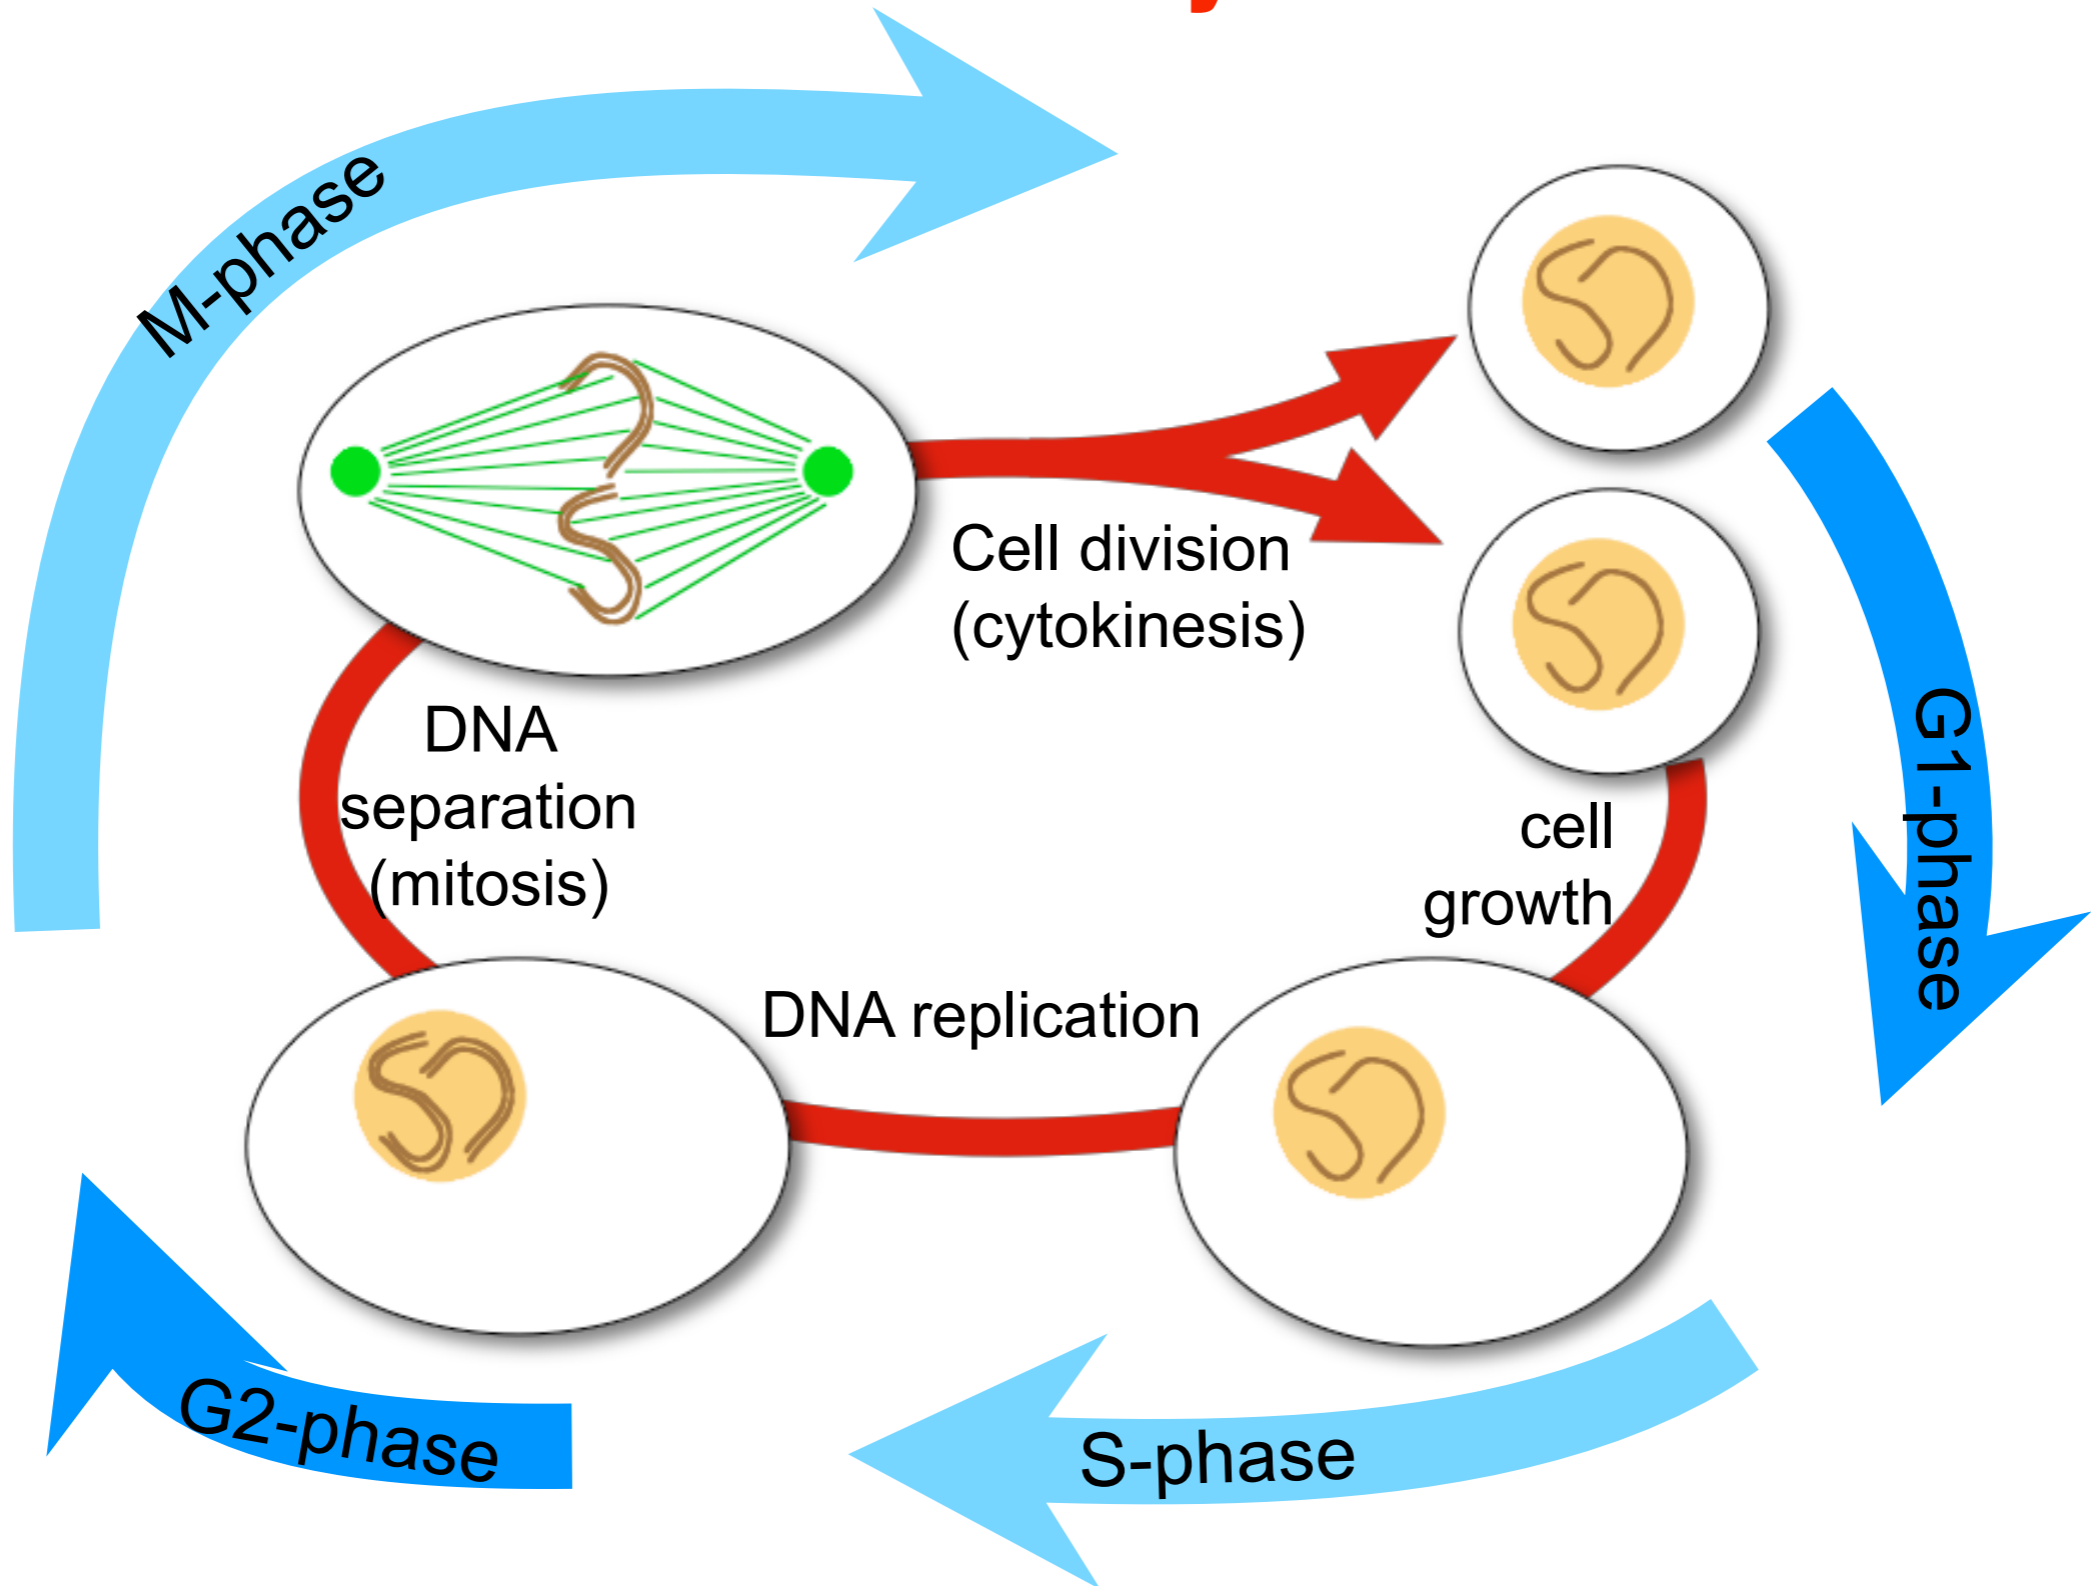 M-phase
Cell division
(cytokinesis)
DNA
separation
(mitosis)
G1-phase
cell
growth
DNA replication
G2-phase
S-phase